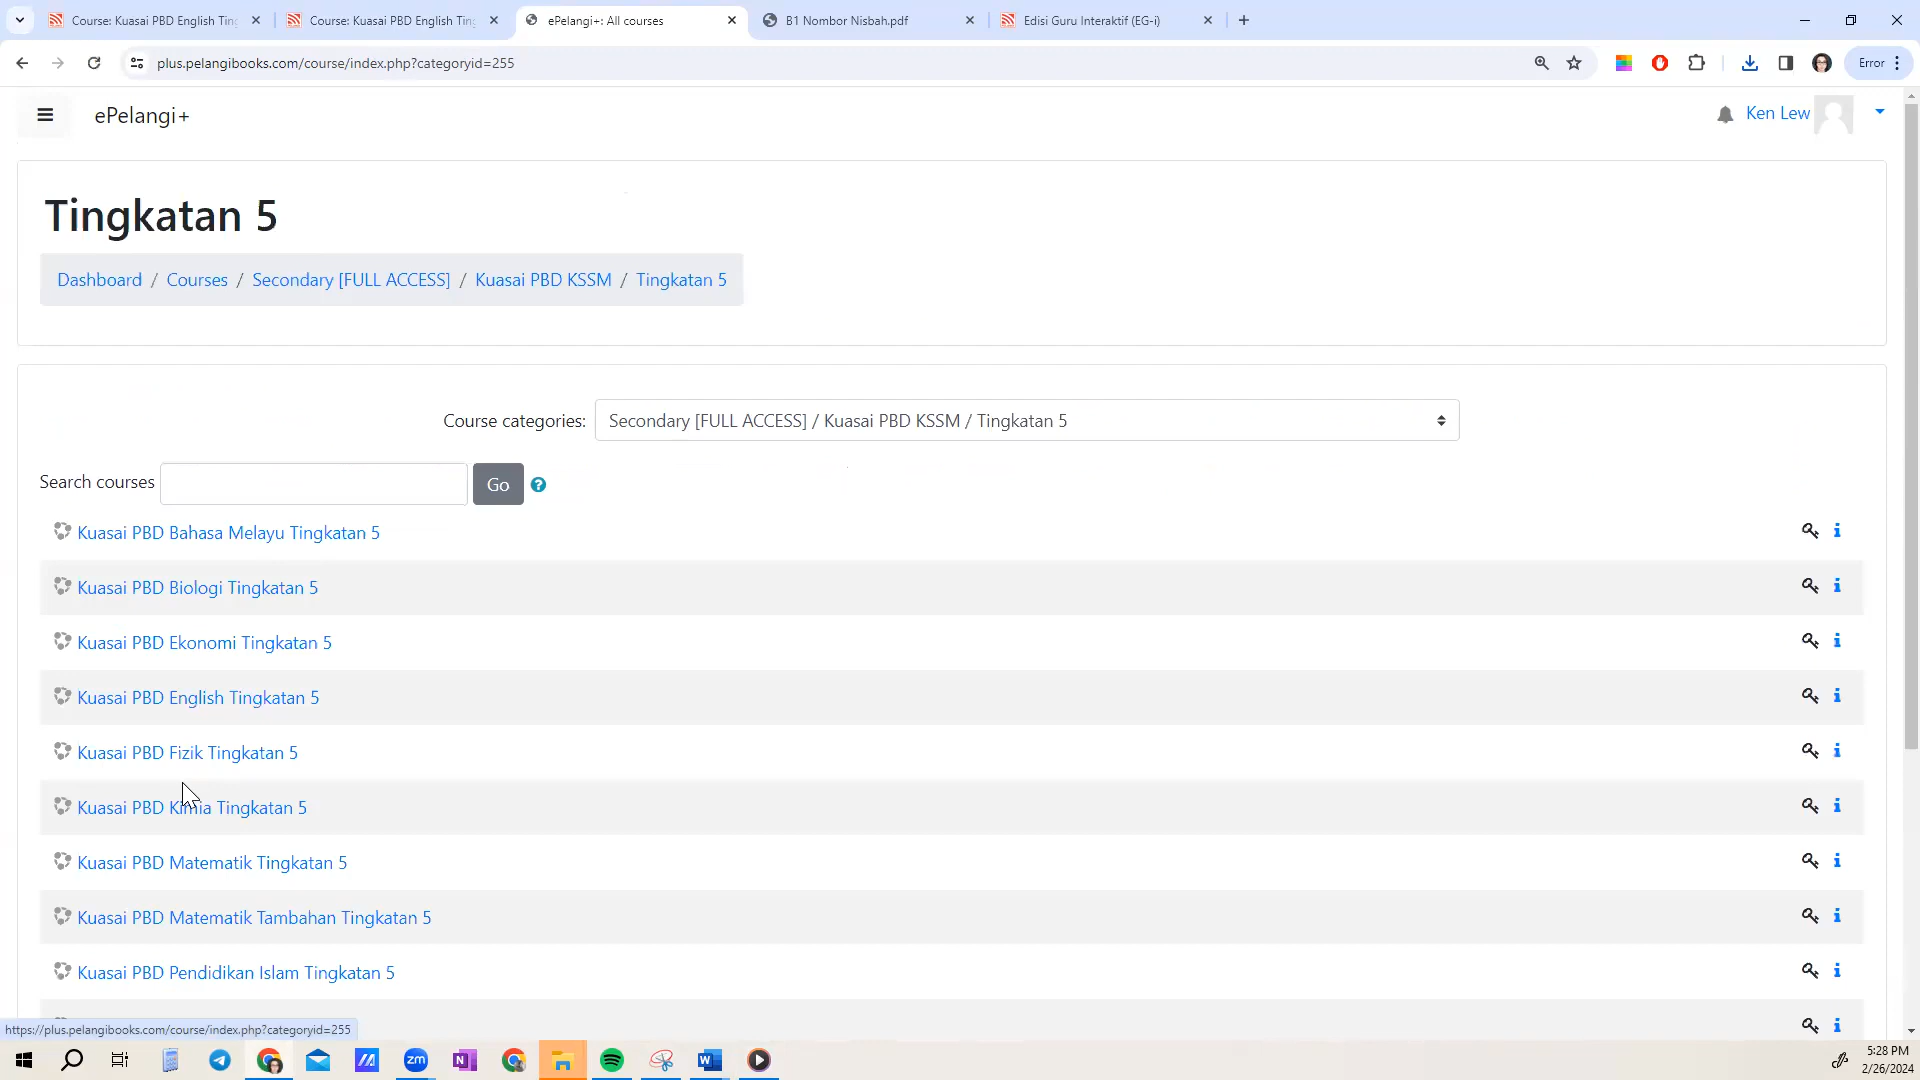 Course: Kuasai PBD English Ting
Course: Kuasai PBD English Ting
ePelangi+: All courses
B1 Nombor Nisbah.pdf
Edisi Guru Interaktif (EG-i)
plus.pelangibooks.com/course/index.php?categoryid=255
Error
ePelangi+
Ken Lew
Tingkatan 5
Dashboard / Courses / Secondary [FULL ACCESS] / Kuasai PBD KSSM / Tingkatan 5
Course categories: Secondary [FULL ACCESS] / Kuasai PBD KSSM / Tingkatan 5
Search courses Go
Kuasai PBD Bahasa Melayu Tingkatan 5
Kuasai PBD Biologi Tingkatan 5
Kuasai PBD Ekonomi Tingkatan 5
Kuasai PBD English Tingkatan 5
Kuasai PBD Fizik Tingkatan 5
Kuasai PBD Kimia Tingkatan 5
Kuasai PBD Matematik Tingkatan 5
Kuasai PBD Matematik Tambahan Tingkatan 5
Kuasai PBD Pendidikan Islam Tingkatan 5
https://plus.pelangibooks.com/course/index.php?categoryid=255
zm
5:28 PM
2/26/2024